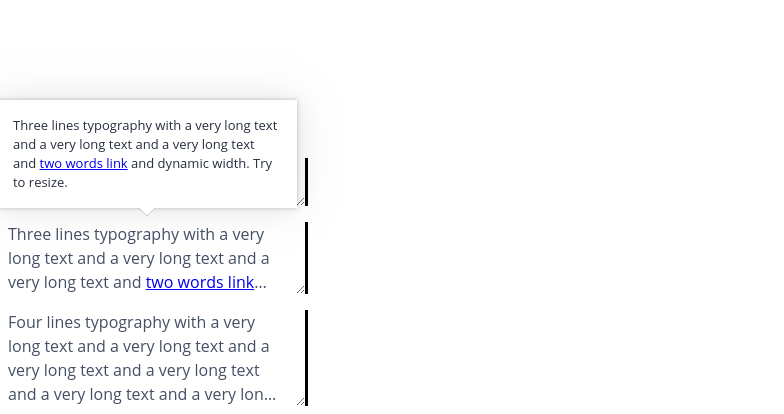 Three lines typography with a very long text
and a very long text and a very long text
and two words link and dynamic width. Try
to resize.
Three lines typography with a very
long text and a very long text and a
very long text and two words link...
Four lines typography with a very
long text and a very long text and a
very long text and a very long text
and a very long text and a very lon...